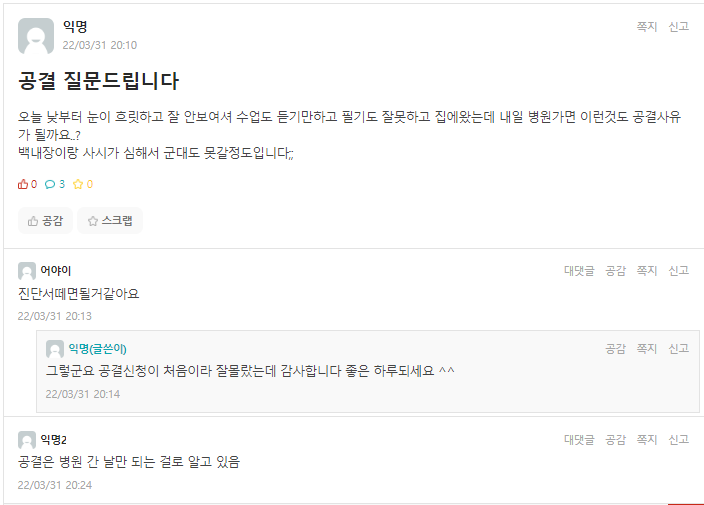 익명
22/03/31 20:10
쪽지 신고
공결 질문드립니다
오늘 낮부터 눈이 흐릿하고 잘 안보여셔 수업도 듣기만하고 필기도 잘못하고 집에왔는데 내일 병원가면 이런것도 공결사유
가 될까요..?
백내장이랑 사시가 심해서 군대도 못갈정도입니다;;
0 3 0
공감 스크랩
어야이
대댓글 공감 쪽지 신고
진단서떼면될거같아요
22/03/31 20:13
익명(글쓴이)
공감 쪽지 신고
그렇군요 공결신청이 처음이라 잘몰랐는데 감사합니다 좋은 하루되세요 ^^
22/03/31 20:14
익명2
대댓글 공감 쪽지 신고
공결은 병원 간 날만 되는 걸로 알고 있음
22/03/31 20:24